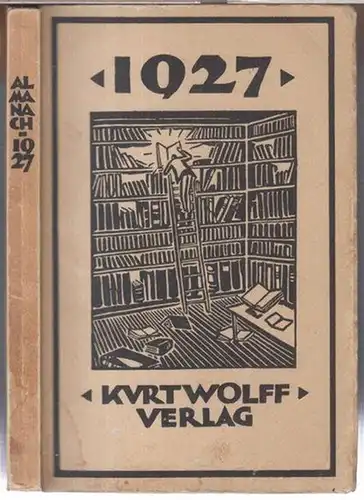 ALMANACH-1927
1927
KVRT WOLFF
VERLAG